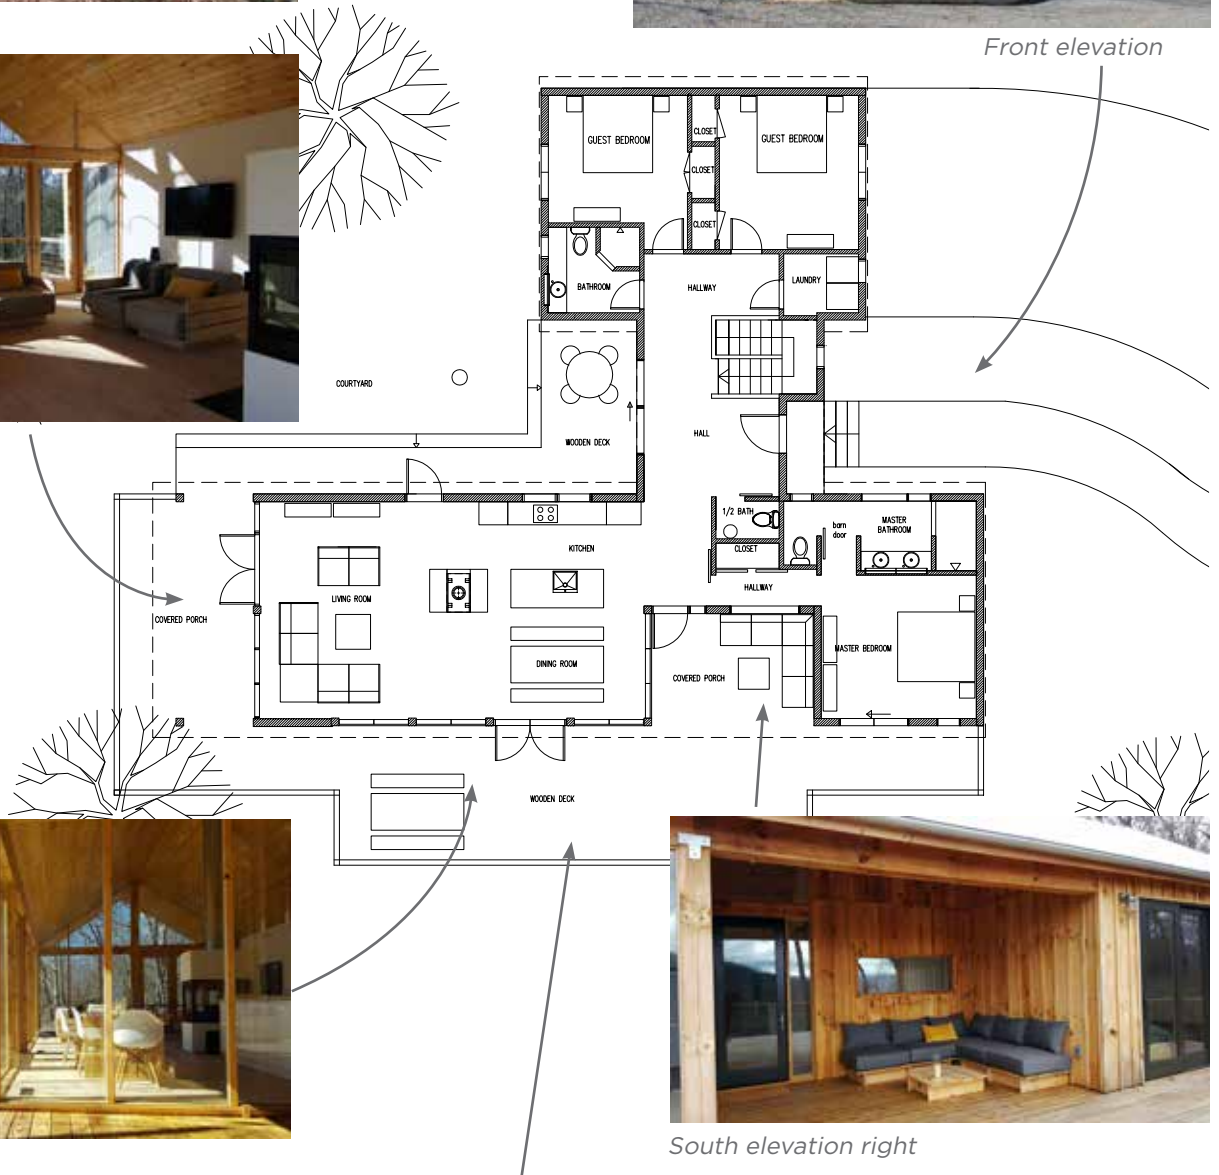 Front elevation
GUEST BEDROOM
CLOSET
GUEST BEDROOM
CLOSET
CLOSET
BATHROOM
HALLWAY
LAUNDRY
COURTYARD
WOODEN DECK
HALL
1/2 BATH
MASTER
BATHROOM
barn
door
KITCHEN
CLOSET
HALLWAY
LIVING ROOM
COVERED PORCH
DINING ROOM
COVERED PORCH
MASTER BEDROOM
WOODEN DECK
South elevation right